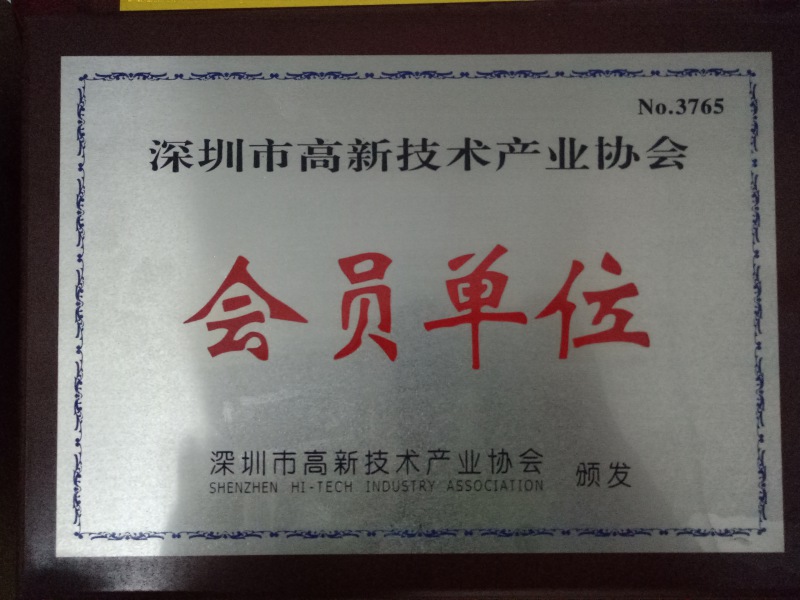 No.3765
深圳市高新技术产业协会
会员单位
深圳市高新技术产业协会 颁发
SHENZHEN HI-TECH INDUSTRY ASSOCIATION